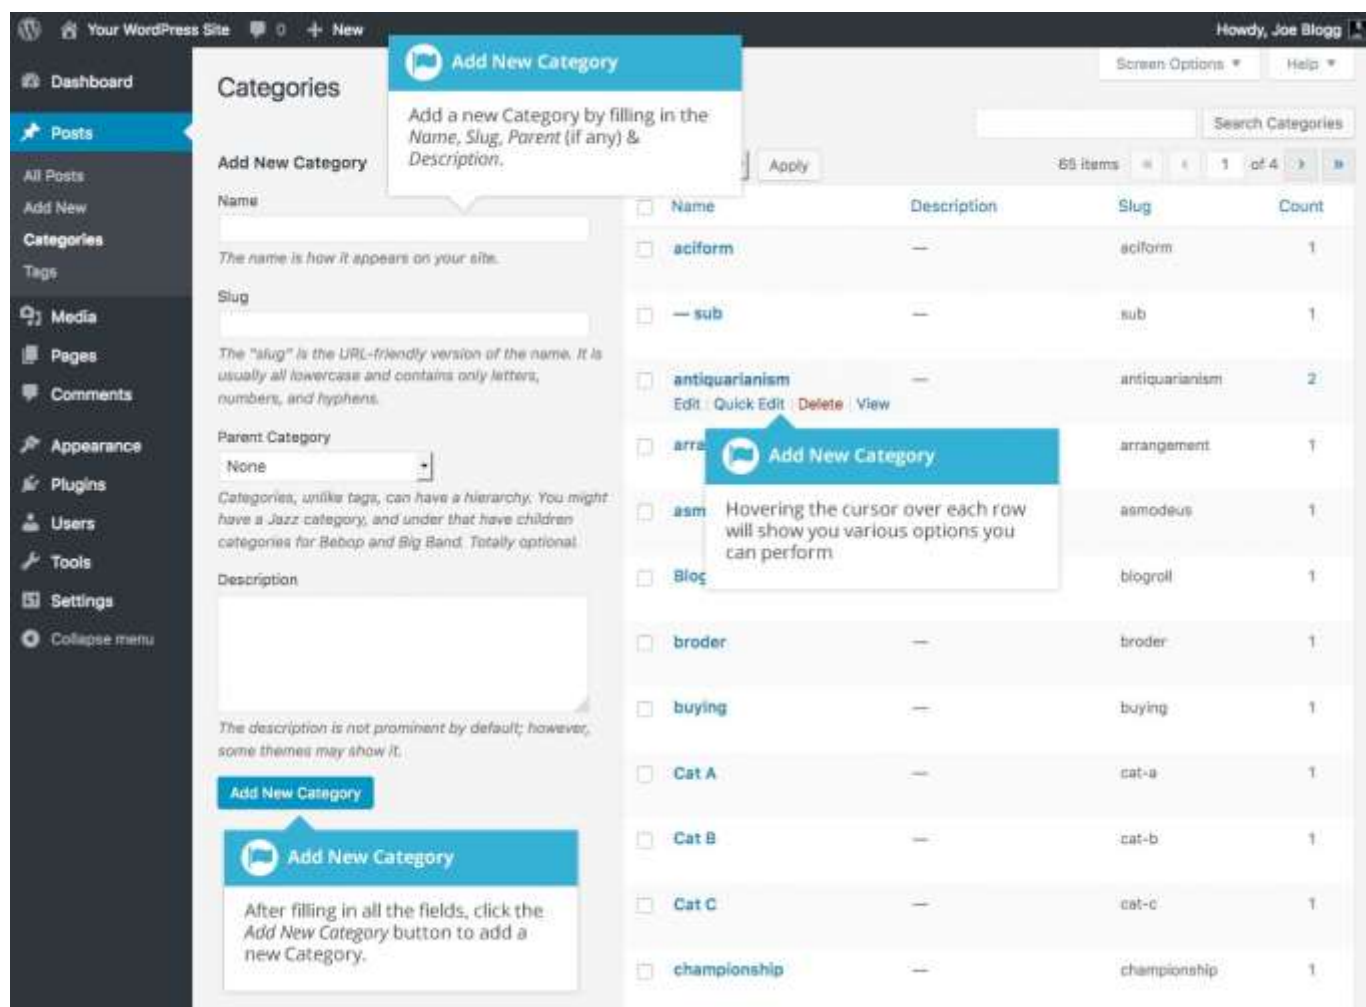 Your WordPress Site 0 + New Howdy, Joe Blogg
Dashboard
Posts
All Posts
Add New
Categories
Tags
Media
Pages
Comments
Appearance
Plugins
Users
Tools
Settings
Collapse menu
Screen Options Help
Categories
Search Categories
Add New Category
Add a new Category by filling in the
Name, Slug, Parent (if any) &
Description.
Apply 65 items « ‹ 1 of 4 › »
Add New Category
Name
The name is how it appears on your site.
Slug
The "slug" is the URL-friendly version of the name. It is
usually all lowercase and contains only letters,
numbers, and hyphens.
Parent Category
None
Categories, unlike tags, can have a hierarchy. You might
have a Jazz category, and under that have children
categories for Bebop and Big Band. Totally optional.
Description
The description is not prominent by default; however,
some themes may show it.
Add New Category
Add New Category
After filling in all the fields, click the
Add New Category button to add a
new Category.
Name Description Slug Count
aciform — aciform 1
— sub — sub 1
antiquarianism — antiquarianism 2
Edit | Quick Edit | Delete | View
arra arrangement 1
asm asmodeus 1
Blog blogroll 1
Add New Category
Hovering the cursor over each row
will show you various options you
can perform
broder — broder 1
buying — buying 1
Cat A — cat-a 1
Cat B — cat-b 1
Cat C — cat-c 1
championship — championship 1